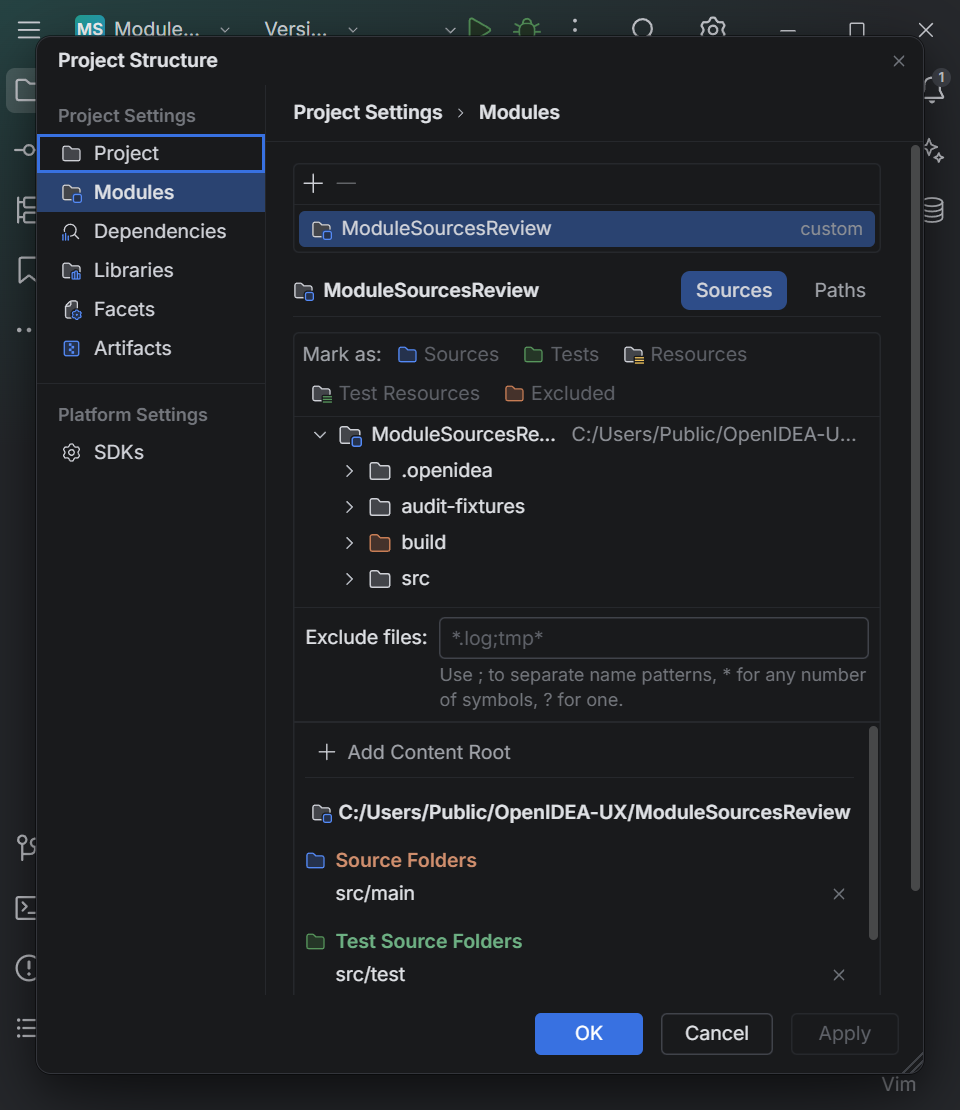 MS Module... Versi...
Project Structure
1
Project Settings
Project
Modules
Dependencies
Libraries
Facets
Artifacts
Platform Settings
SDKs
Project Settings › Modules
ModuleSourcesReview custom
ModuleSourcesReview Sources Paths
Mark as: Sources Tests Resources
Test Resources Excluded
ModuleSourcesRe... C:/Users/Public/OpenIDEA-U...
.openidea
audit-fixtures
build
src
Exclude files: *.log;tmp*
Use ; to separate name patterns, * for any number
of symbols, ? for one.
Add Content Root
C:/Users/Public/OpenIDEA-UX/ModuleSourcesReview
Source Folders
src/main
Test Source Folders
src/test
OK Cancel Apply
Vim